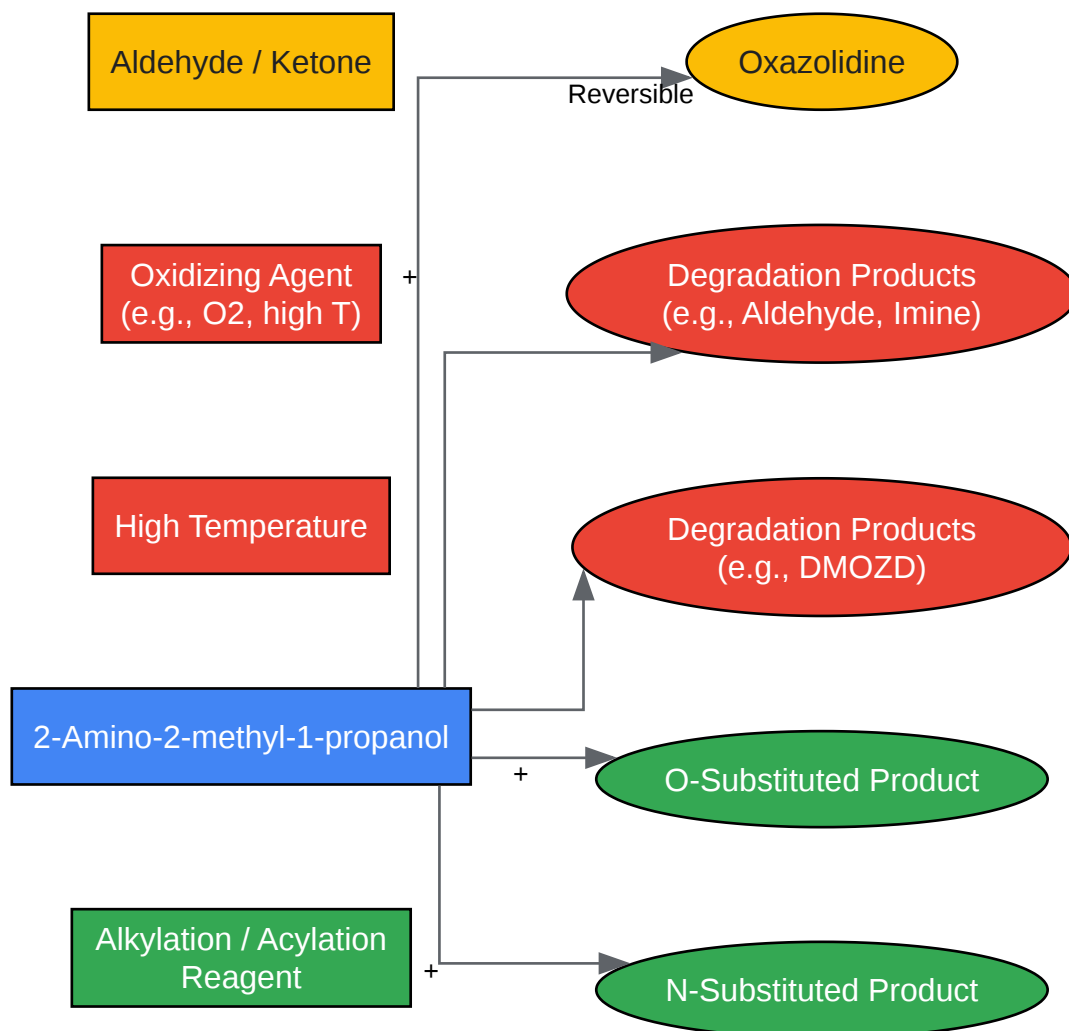 Aldehyde / Ketone
Oxazolidine
Reversible
Oxidizing Agent
(e.g., O2, high T)
+
Degradation Products
(e.g., Aldehyde, Imine)
High Temperature
Degradation Products
(e.g., DMOZD)
2-Amino-2-methyl-1-propanol
+
O-Substituted Product
Alkylation / Acylation
Reagent
+
N-Substituted Product